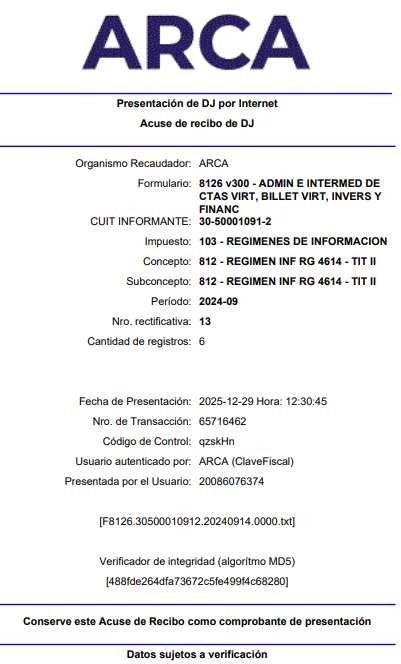 ARCA
Presentación de DJ por Internet
Acuse de recibo de DJ
Organismo Recaudador: ARCA
Formulario: 8126 v300 - ADMIN E INTERMED DE
CTAS VIRT, BILLET VIRT, INVERS Y
FINANC
CUIT INFORMANTE: 30-50001091-2
Impuesto: 103 - REGIMENES DE INFORMACION
Concepto: 812 - REGIMEN INF RG 4614 - TIT II
Subconcepto: 812 - REGIMEN INF RG 4614 - TIT II
Período: 2024-09
Nro. rectificativa: 13
Cantidad de registros: 6
Fecha de Presentación: 2025-12-29 Hora: 12:30:45
Nro. de Transacción: 65716462
Código de Control: qzskHn
Usuario autenticado por: ARCA (ClaveFiscal)
Presentada por el Usuario: 20086076374
[F8126.30500010912.20240914.0000.txt]
Verificador de integridad (algorítmo MD5)
[488fde264dfa73672c5fe499f4c68280]
Conserve este Acuse de Recibo como comprobante de presentación
Datos sujetos a verificación